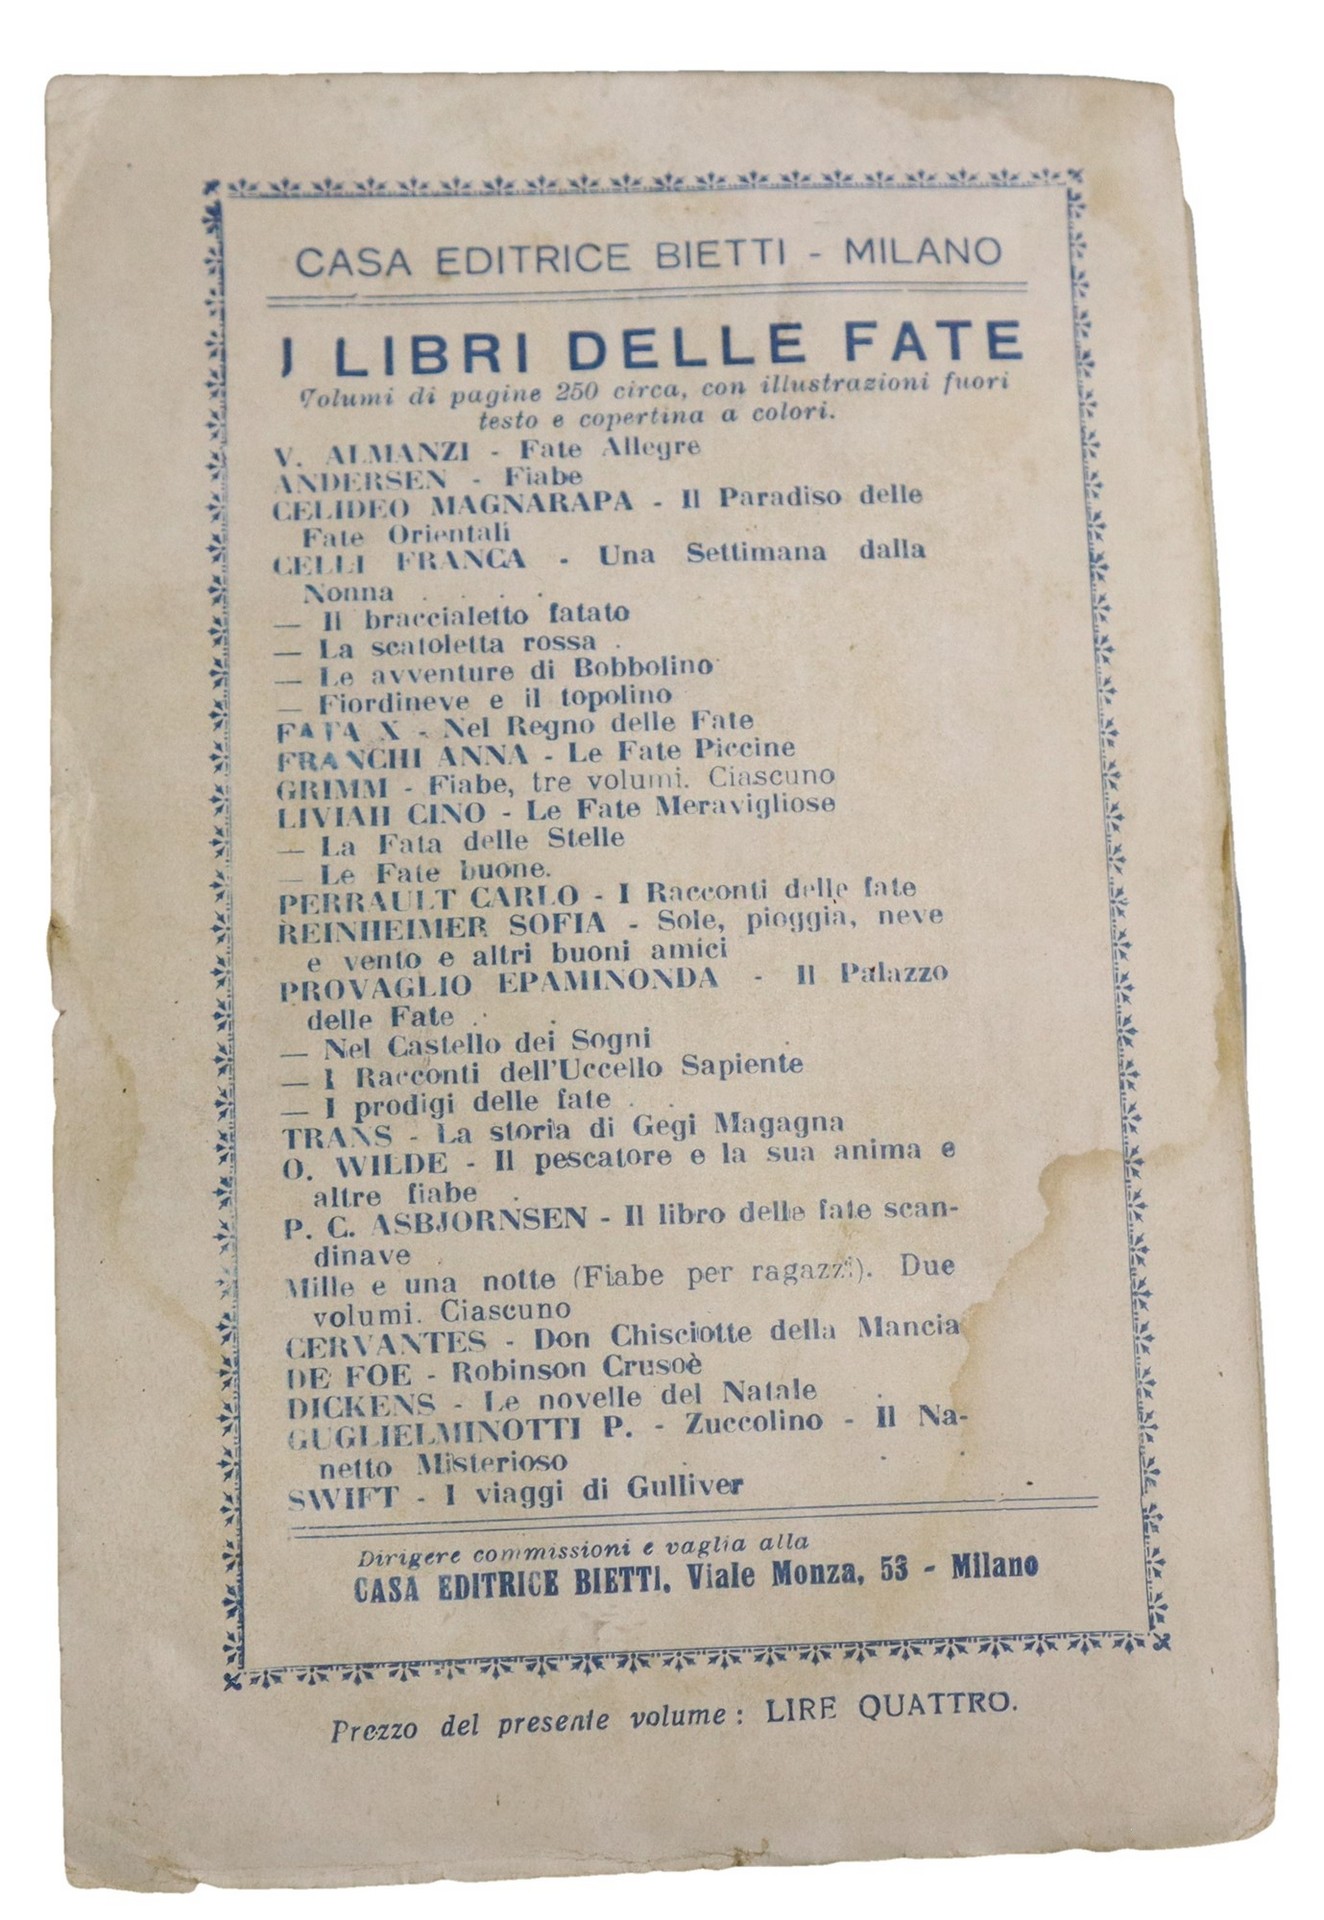 CASA EDITRICE BIETTI - MILANO
I LIBRI DELLE FATE
Volumi di pagine 250 circa, con illustrazioni fuori
testo e copertina a colori.
V. ALMANZI - Fate Allegre
ANDERSEN - Fiabe
CELIDEO MAGNARAPA - Il Paradiso delle
Fate Orientali
CELLI FRANCA - Una Settimana dalla
Nonna . . . .
— Il braccialetto fatato
— La scatoletta rossa .
— Le avventure di Bobbolino
— Fiordineve e il topolino
FATA X - Nel Regno delle Fate
FRANCHI ANNA - Le Fate Piccine
GRIMM - Fiabe, tre volumi. Ciascuno
LIVIAH CINO - Le Fate Meravigliose
— La Fata delle Stelle
— Le Fate buone.
PERRAULT CARLO - I Racconti delle fate
REINHEIMER SOFIA - Sole, pioggia, neve
e vento e altri buoni amici
PROVAGLIO EPAMINONDA - Il Palazzo
delle Fate . .
— Nel Castello dei Sogni
— I Racconti dell'Uccello Sapiente
— I prodigi delle fate . .
TRANS - La storia di Gegi Magagna
O. WILDE - Il pescatore e la sua anima e
altre fiabe .
P. C. ASBJORNSEN - Il libro delle fate scan-
dinave .
Mille e una notte (Fiabe per ragazzi). Due
volumi. Ciascuno
CERVANTES - Don Chisciotte della Mancia
DE FOE - Robinson Crusoè
DICKENS - Le novelle del Natale
GUGLIELMINOTTI P. - Zuccolino - Il Na-
netto Misterioso
SWIFT - I viaggi di Gulliver
Dirigere commissioni e vaglia alla
CASA EDITRICE BIETTI, Viale Monza, 53 - Milano
Prezzo del presente volume : LIRE QUATTRO.